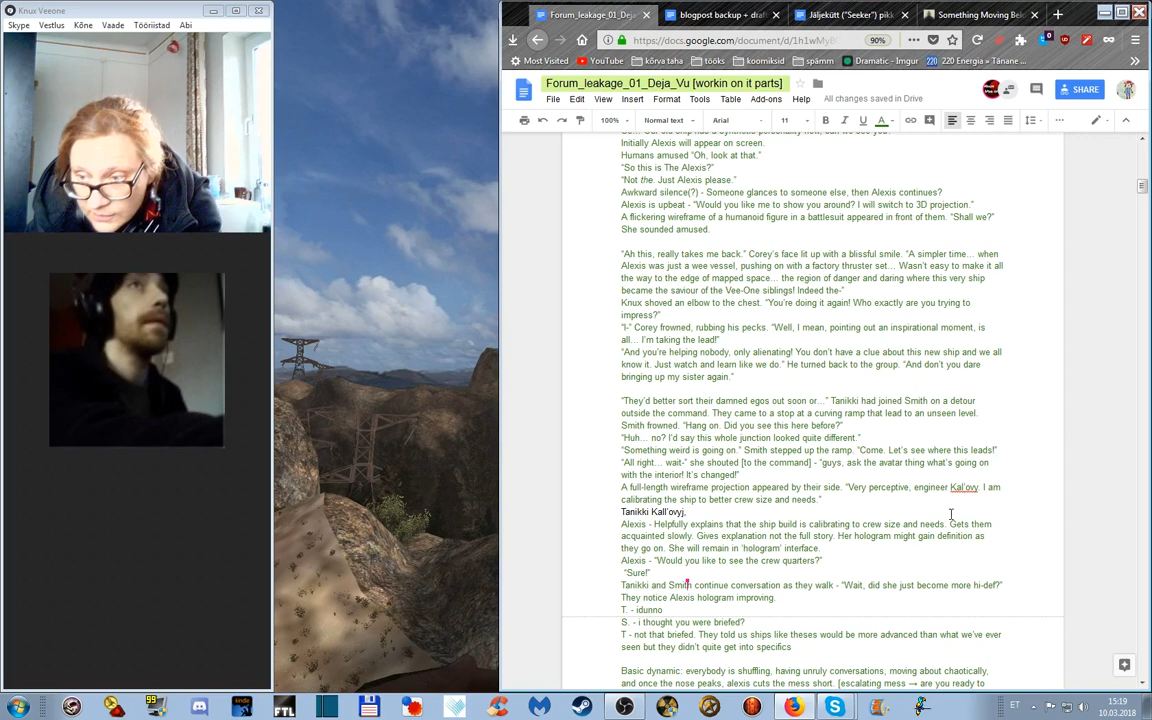 Knux Veeone
Skype Vestlus Kõne Vaade Tööriistad Abi
Forum_leakage_01_Deja_Vu
blogpost backup + draft
Jäljekütt ("Seeker") pikk
Something Moving Bel
https://docs.google.com/document/d/1h1wMyB
90%
Most Visited YouTube kõrva taha tööks koomiksid spämm Dramatic - Imgur 220 Energia » Tänane ...
Forum_leakage_01_Deja_Vu [workin on it parts]
File Edit View Insert Format Tools Table Add-ons Help All changes saved in Drive
SHARE
100% Normal text Arial 11
Initially Alexis will appear on screen.
Humans amused “Oh, look at that.”
“So this is The Alexis?”
“Not the. Just Alexis please.”
Awkward silence(?) - Someone glances to someone else, then Alexis continues?
Alexis is upbeat - “Would you like me to show you around? I will switch to 3D projection.”
A flickering wireframe of a humanoid figure in a battlesuit appeared in front of them. “Shall we?”
She sounded amused.
“Ah this, really takes me back.” Corey’s face lit up with a blissful smile. “A simpler time… when
Alexis was just a wee vessel, pushing on with a factory thruster set… Wasn’t easy to make it all
the way to the edge of mapped space… the region of danger and daring where this very ship
became the saviour of the Vee-One siblings! Indeed the-”
Knux shoved an elbow to the chest. “You’re doing it again! Who exactly are you trying to
impress?”
“I-” Corey frowned, rubbing his pecks. “Well, I mean, pointing out an inspirational moment, is
all… I’m taking the lead!”
“And you’re helping nobody, only alienating! You don’t have a clue about this new ship and we all
know it. Just watch and learn like we do.” He turned back to the group. “And don’t you dare
bringing up my sister again.”
“They’d better sort their damned egos out soon or…” Tanikki had joined Smith on a detour
outside the command. They came to a stop at a curving ramp that lead to an unseen level.
Smith frowned. “Hang on. Did you see this here before?”
“Huh… no? I’d say this whole junction looked quite different.”
“Something weird is going on.” Smith stepped up the ramp. “Come. Let’s see where this leads!”
“All right… wait-” she shouted [to the command] - “guys, ask the avatar thing what’s going on
with the interior! It’s changed!”
A full-length wireframe projection appeared by their side. “Very perceptive, engineer Kal’ovy. I am
calibrating the ship to better crew size and needs.”
Tanikki Kall’ovyj,
Alexis - Helpfully explains that the ship build is calibrating to crew size and needs. Gets them
acquainted slowly. Gives explanation not the full story. Her hologram might gain definition as
they go on. She will remain in ‘hologram’ interface.
Alexis - “Would you like to see the crew quarters?”
“Sure!”
Tanikki and Smith continue conversation as they walk - “Wait, did she just become more hi-def?”
They notice Alexis hologram improving.
T. - idunno
S. - i thought you were briefed?
T - not that briefed. They told us ships like theses would be more advanced than what we’ve ever
seen but they didn’t quite get into specifics
Basic dynamic: everybody is shuffling, having unruly conversations, moving about chaotically,
and once the nose peaks, alexis cuts the mess short. [escalating mess → are you ready to
99
kindle
FTL
ET
15:19
10.03.2018